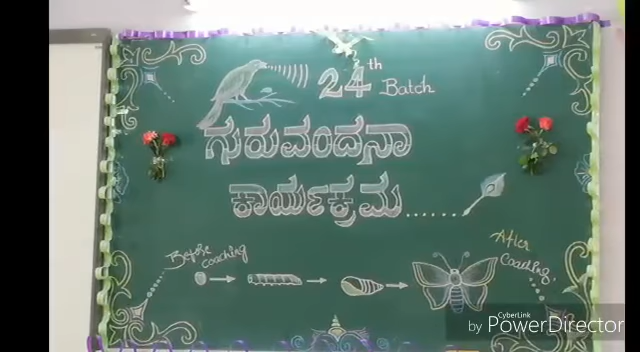 24th Batch
ಗುರುವಂದನಾ
ಕಾರ್ಯಕ್ರಮ......
Before coaching
After Coaching.
CyberLink
by PowerDirector